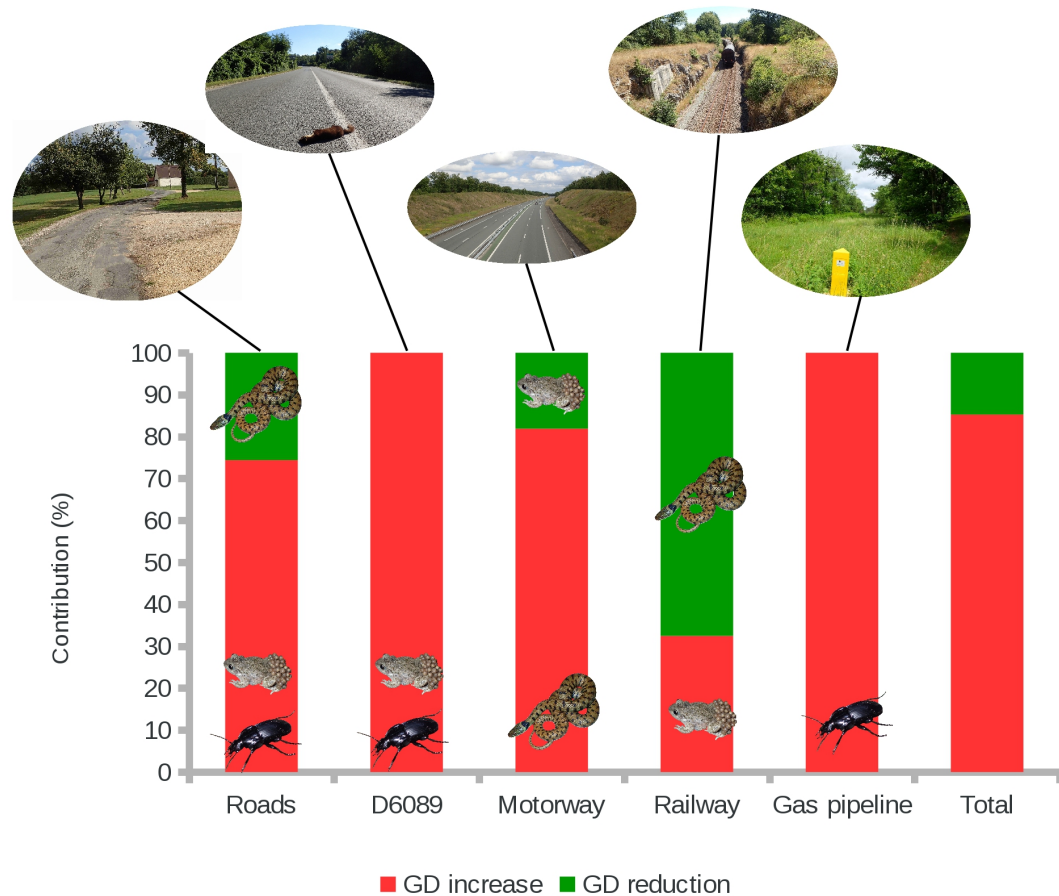 100
90
80
70
60
50
40
30
20
10
0
Contribution (%)
Roads
D6089
Motorway
Railway
Gas pipeline
Total
GD increase
GD reduction